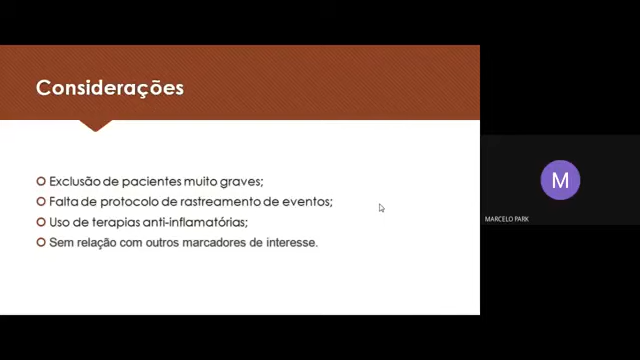 Considerações
Exclusão de pacientes muito graves;
Falta de protocolo de rastreamento de eventos;
Uso de terapias anti-inflamatórias;
Sem relação com outros marcadores de interesse.
M
MARCELO PARK